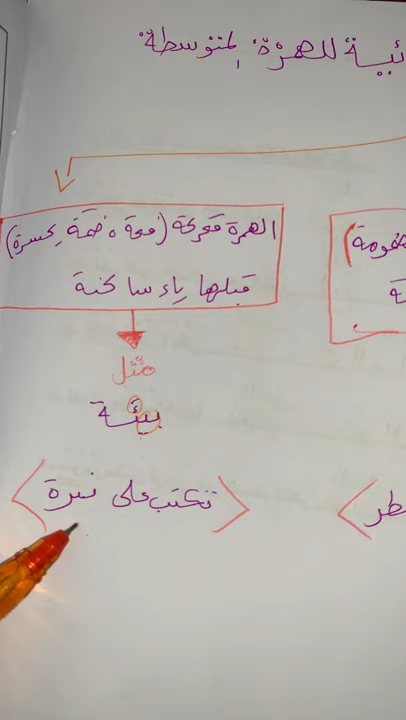 ئية للهمزة المتوسطة:
الهمزة متحركة (فتحة، ضمة، كسرة)
قبلها ياء ساكنة
مثل
بيئة
تكتب على نبرة